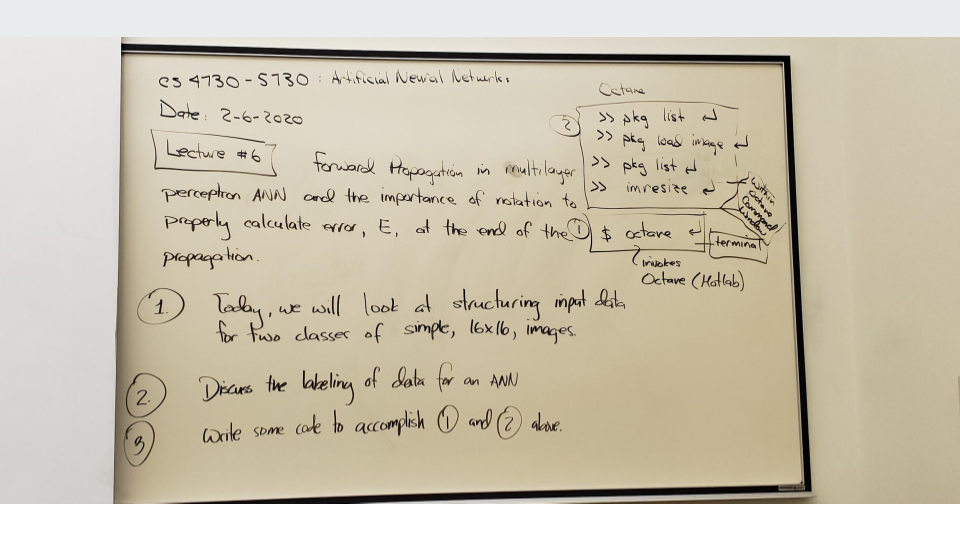 CS 4730-5730 : Artificial Neural Networks
Date: 2-6-2020
Lecture #6
Forward Propagation in multilayer
perceptron ANN and the importance of notation to
properly calculate error, E, at the end of the
propagation.
1. Today, we will look at structuring input data
for two classes of simple, 16x16, images.
2. Discuss the labeling of data for an ANN
3 Write some code to accomplish 1 and 2 above.
Octave
2
>> pkg list ↵
>> pkg load image ↵
>> pkg list ↵
>> imresize ↵
Within
Octave
Command
Window
1 $ octave ↵
terminal
invokes
Octave (Matlab)